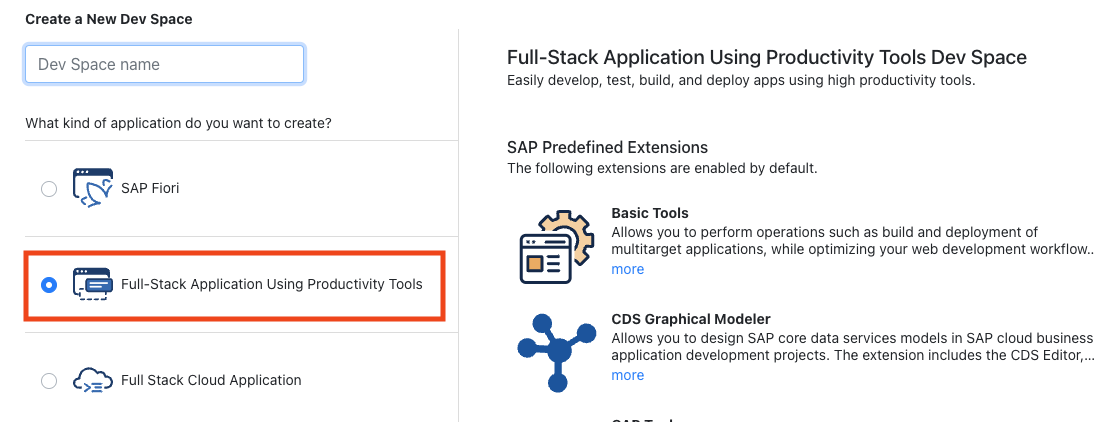 Create a New Dev Space
Dev Space name
What kind of application do you want to create?
SAP Fiori
Full-Stack Application Using Productivity Tools
Full Stack Cloud Application
Full-Stack Application Using Productivity Tools Dev Space
Easily develop, test, build, and deploy apps using high productivity tools.
SAP Predefined Extensions
The following extensions are enabled by default.
Basic Tools
Allows you to perform operations such as build and deployment of
multitarget applications, while optimizing your web development workflow..
more
CDS Graphical Modeler
Allows you to design SAP core data services models in SAP cloud business
application development projects. The extension includes the CDS Editor,...
more